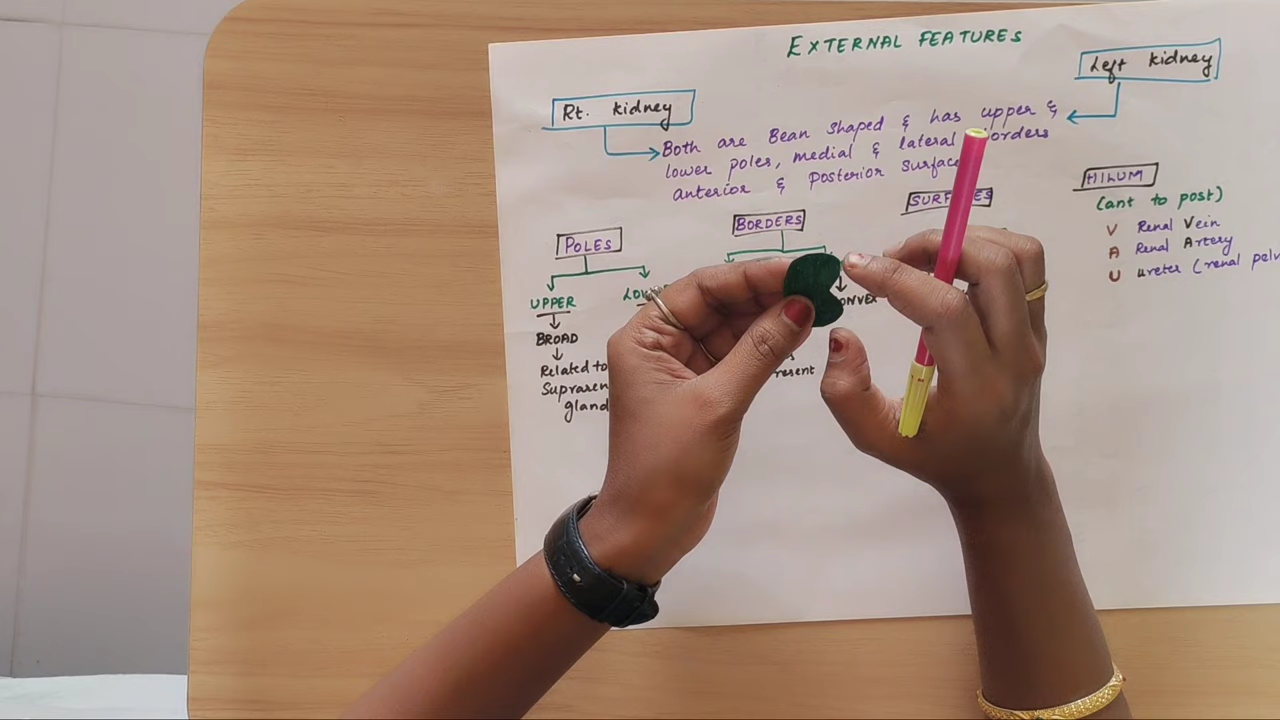 EXTERNAL FEATURES
Rt. kidney
Left kidney
Both are Bean shaped & has upper &
lower poles, medial & lateral
anterior & posterior
HILUM
(ant to post)
V Renal Vein
A Renal Artery
U ureter (renal
BORDERS
POLES
UPPER
BROAD
Related to
gland